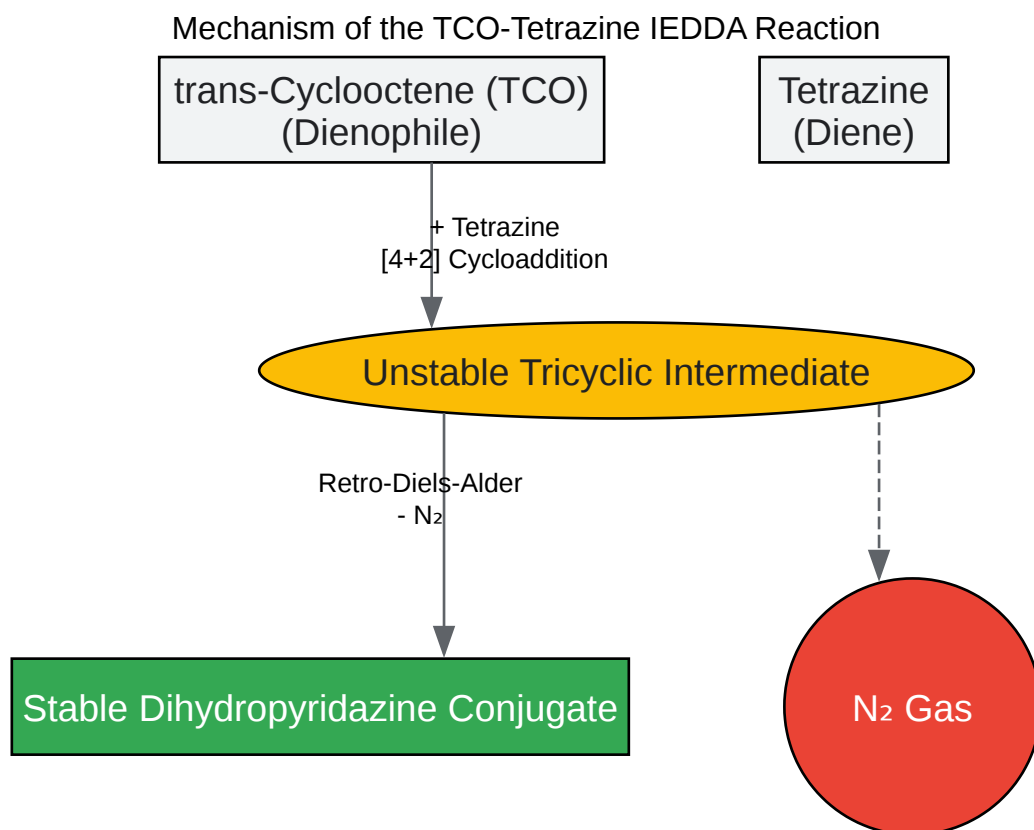 Mechanism of the TCO-Tetrazine IEDDA Reaction
trans-Cyclooctene (TCO)
(Dienophile)
Tetrazine
(Diene)
+ Tetrazine
[4+2] Cycloaddition
Unstable Tricyclic Intermediate
Retro-Diels-Alder
- N₂
Stable Dihydropyridazine Conjugate
N₂ Gas